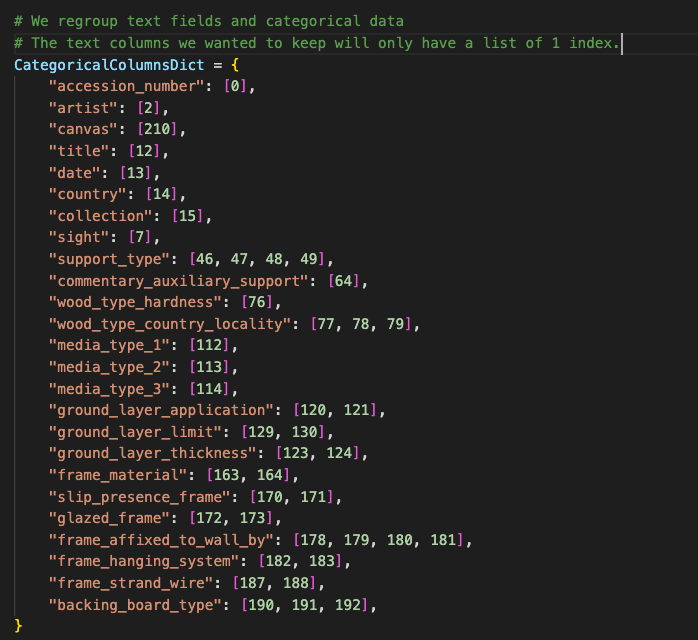 # We regroup text fields and categorical data
# The text columns we wanted to keep will only have a list of 1 index.
CategoricalColumnsDict = {
    "accession_number": [0],
    "artist": [2],
    "canvas": [210],
    "title": [12],
    "date": [13],
    "country": [14],
    "collection": [15],
    "sight": [7],
    "support_type": [46, 47, 48, 49],
    "commentary_auxiliary_support": [64],
    "wood_type_hardness": [76],
    "wood_type_country_locality": [77, 78, 79],
    "media_type_1": [112],
    "media_type_2": [113],
    "media_type_3": [114],
    "ground_layer_application": [120, 121],
    "ground_layer_limit": [129, 130],
    "ground_layer_thickness": [123, 124],
    "frame_material": [163, 164],
    "slip_presence_frame": [170, 171],
    "glazed_frame": [172, 173],
    "frame_affixed_to_wall_by": [178, 179, 180, 181],
    "frame_hanging_system": [182, 183],
    "frame_strand_wire": [187, 188],
    "backing_board_type": [190, 191, 192],
}